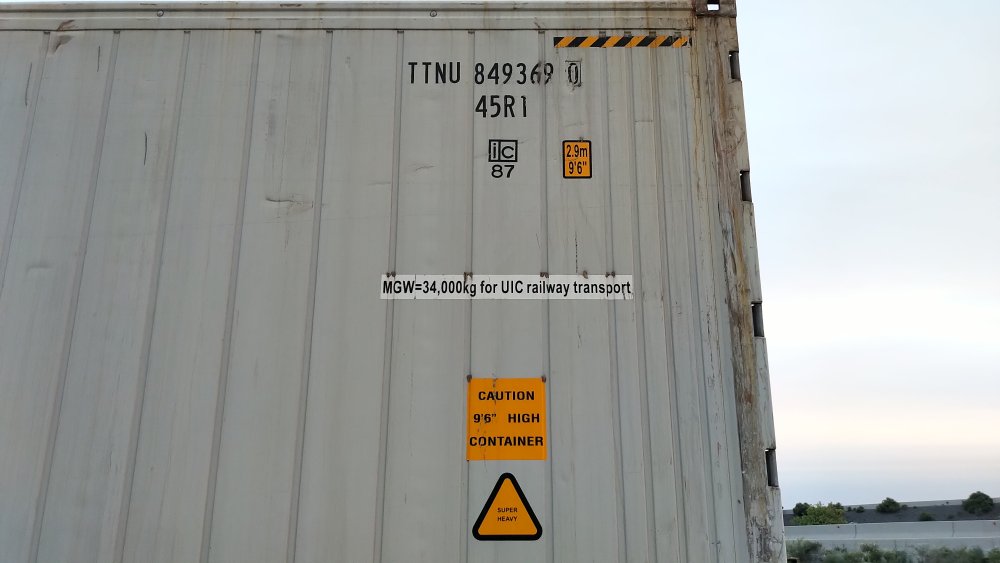 TTNU 849369 0
45R1
ic
87
2.9m
9'6"
MGW=34,000kg for UIC railway transport
CAUTION
9'6" HIGH
CONTAINER
SUPER
HEAVY